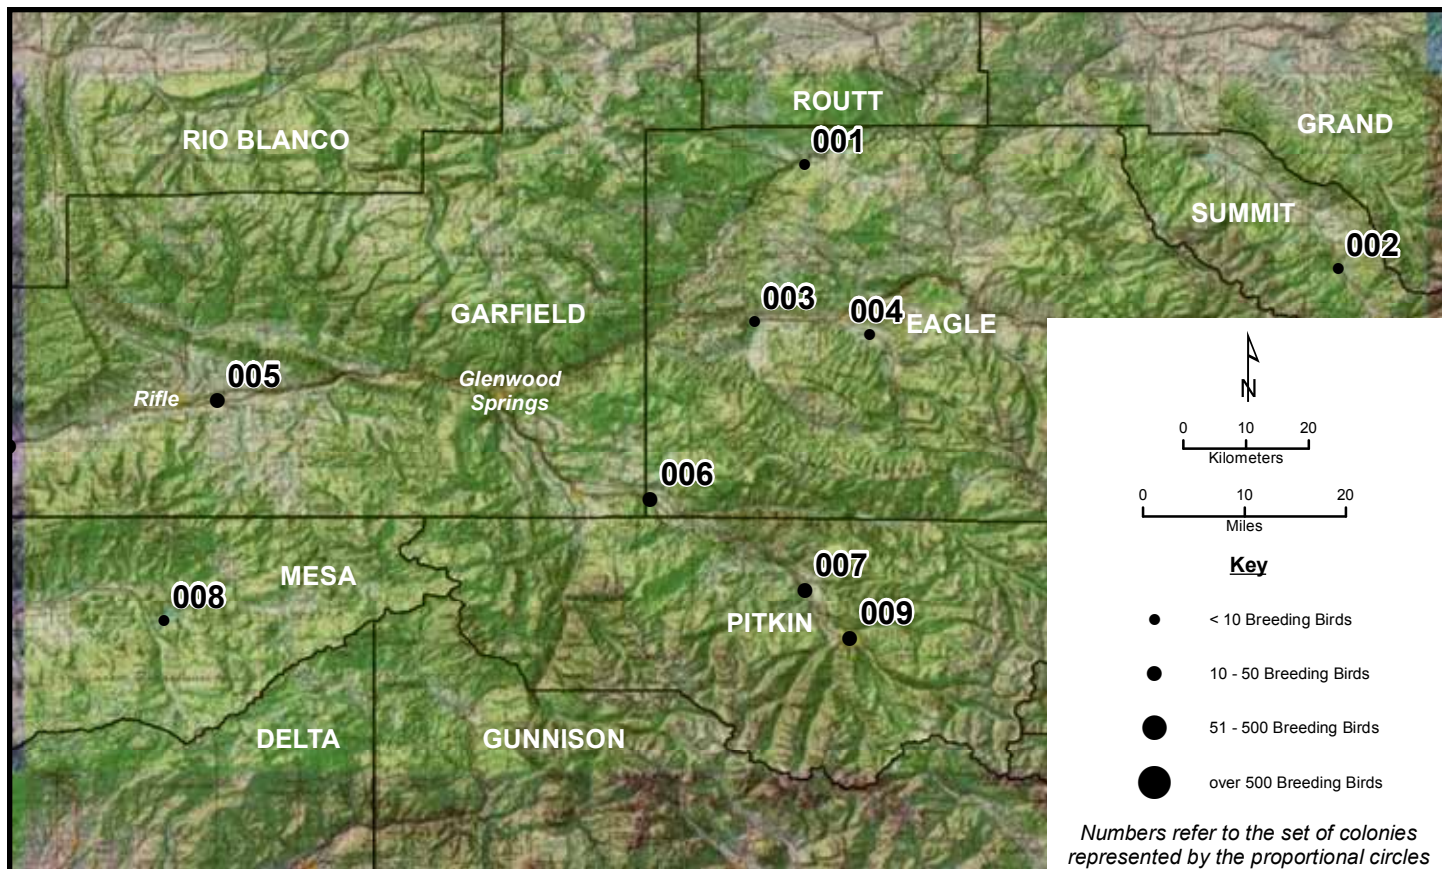 ROUTT
RIO BLANCO
001
GRAND
SUMMIT
002
GARFIELD
003
004
EAGLE
005
Rifle
Glenwood
Springs
006
007
MESA
008
009
PITKIN
DELTA
GUNNISON
N
0 10 20
Kilometers
0 10 20
Miles
Key
< 10 Breeding Birds
10 - 50 Breeding Birds
51 - 500 Breeding Birds
over 500 Breeding Birds
Numbers refer to the set of colonies
represented by the proportional circles